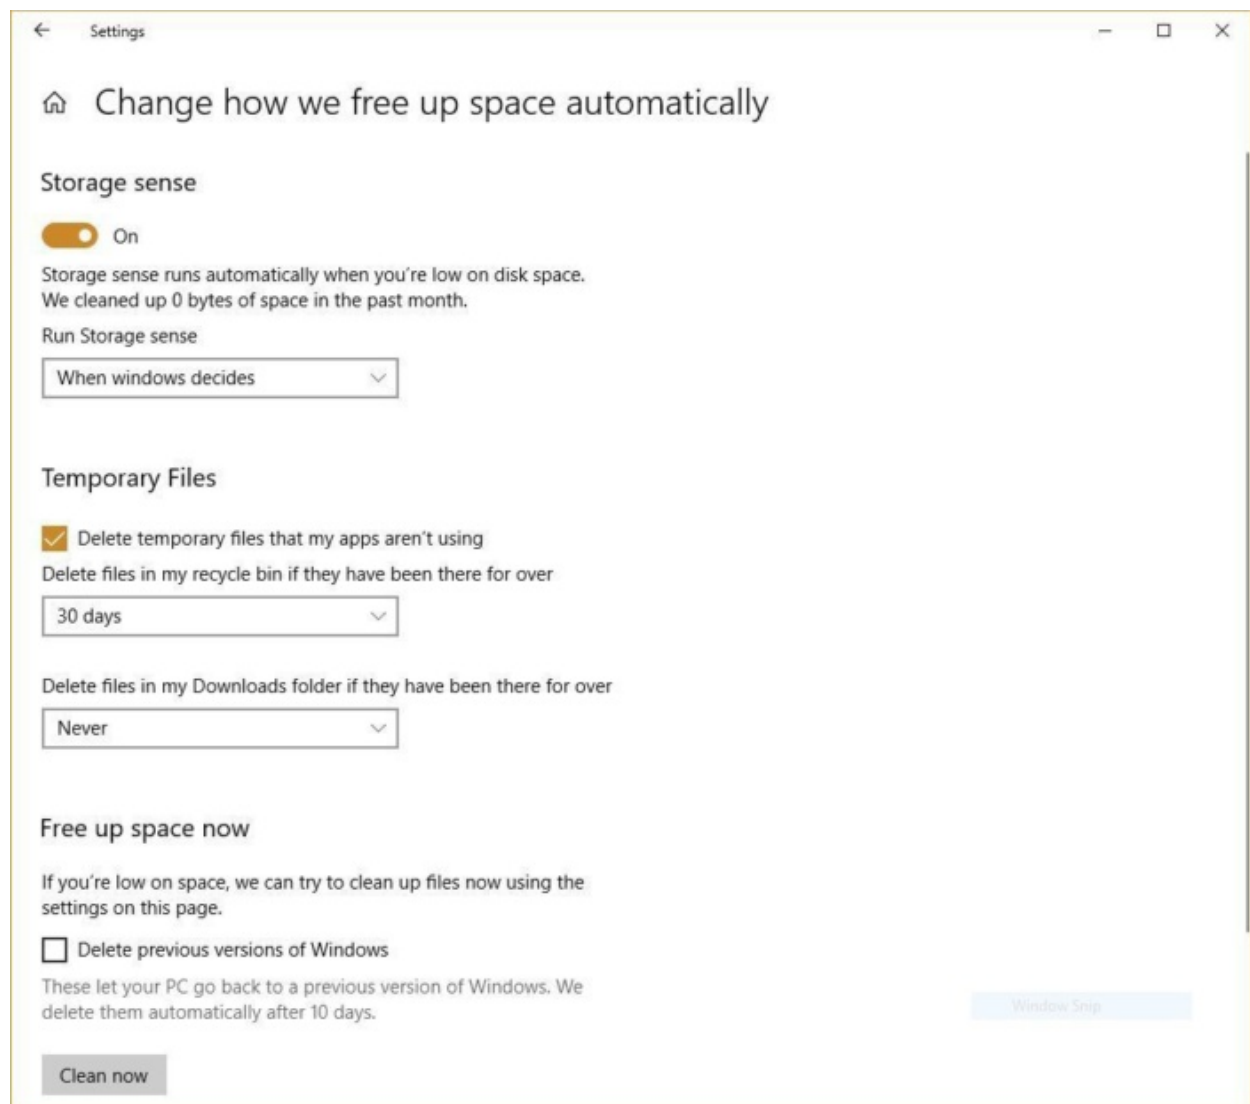 Settings
Change how we free up space automatically
Storage sense
On
Storage sense runs automatically when you're low on disk space.
We cleaned up 0 bytes of space in the past month.
Run Storage sense
When windows decides
Temporary Files
Delete temporary files that my apps aren't using
Delete files in my recycle bin if they have been there for over
30 days
Delete files in my Downloads folder if they have been there for over
Never
Free up space now
If you're low on space, we can try to clean up files now using the
settings on this page.
Delete previous versions of Windows
These let your PC go back to a previous version of Windows. We
delete them automatically after 10 days.
Window Snip
Clean now